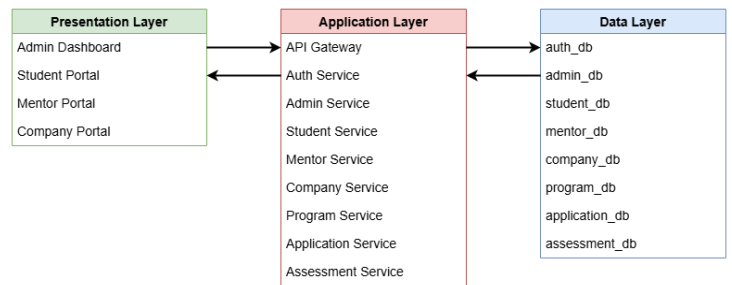 Presentation Layer
Admin Dashboard
Student Portal
Mentor Portal
Company Portal
Application Layer
API Gateway
Auth Service
Admin Service
Student Service
Mentor Service
Company Service
Program Service
Application Service
Assessment Service
Data Layer
auth_db
admin_db
student_db
mentor_db
company_db
program_db
application_db
assessment_db